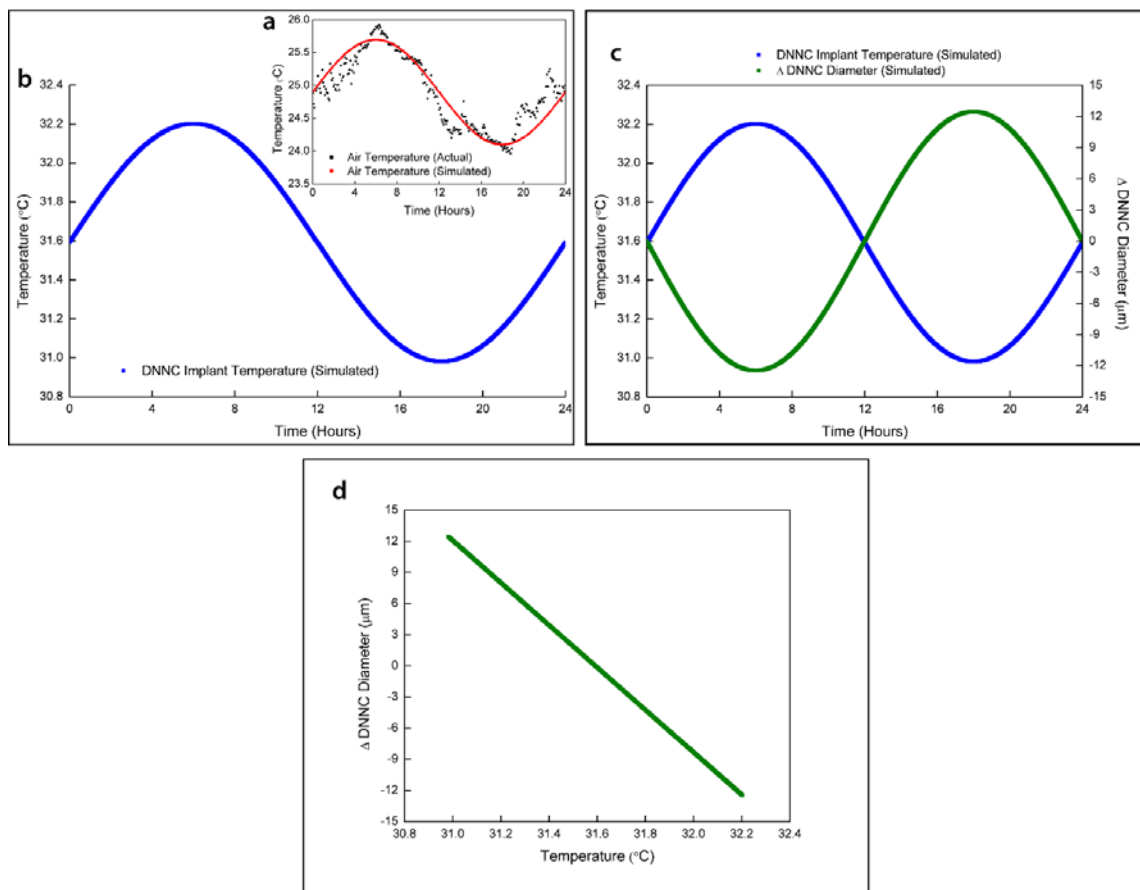 a
26.0
25.5
25.0
24.5
24.0
23.5
Temperature (◦C)
Air Temperature (Actual)
Air Temperature (Simulated)
0 4 8 12 16 20 24
Time (Hours)
b
32.4
32.2
32.0
31.8
31.6
31.4
31.2
31.0
30.8
Temperature (°C)
DNNC Implant Temperature (Simulated)
0 4 8 12 16 20 24
Time (Hours)
c
DNNC Implant Temperature (Simulated)
Δ DNNC Diameter (Simulated)
32.4
32.2
32.0
31.8
31.6
31.4
31.2
31.0
30.8
Temperature (°C)
15
12
9
6
3
0
-3
-6
-9
-12
-15
Δ DNNC Diameter (μm)
0 4 8 12 16 20 24
Time (Hours)
d
15
12
9
6
3
0
-3
-6
-9
-12
-15
Δ DNNC Diameter (μm)
30.8 31.0 31.2 31.4 31.6 31.8 32.0 32.2 32.4
Temperature (°C)